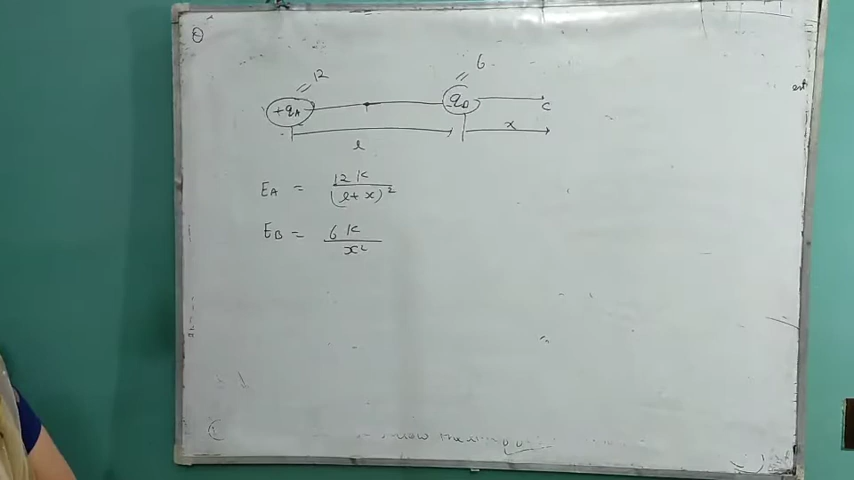 12
6
+qA
-qB
C
x
l
EA = 12 K / (l + x)²
EB = 6 K / x²